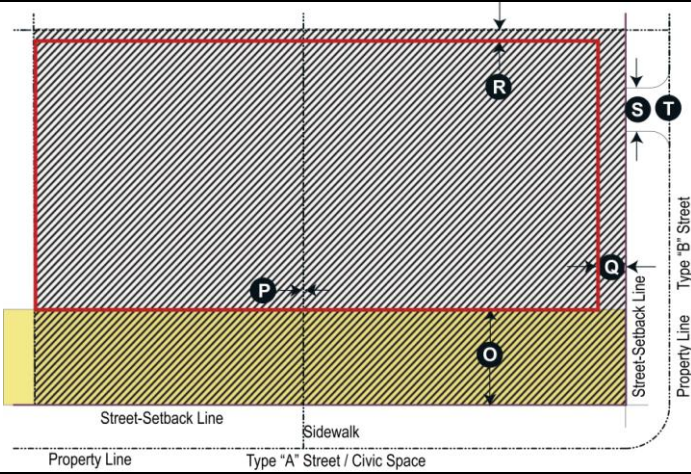 R
S
T
Type "B" Street
Q
P
Street-Setback Line
O
Property Line
Street-Setback Line
Sidewalk
Property Line
Type "A" Street / Civic Space